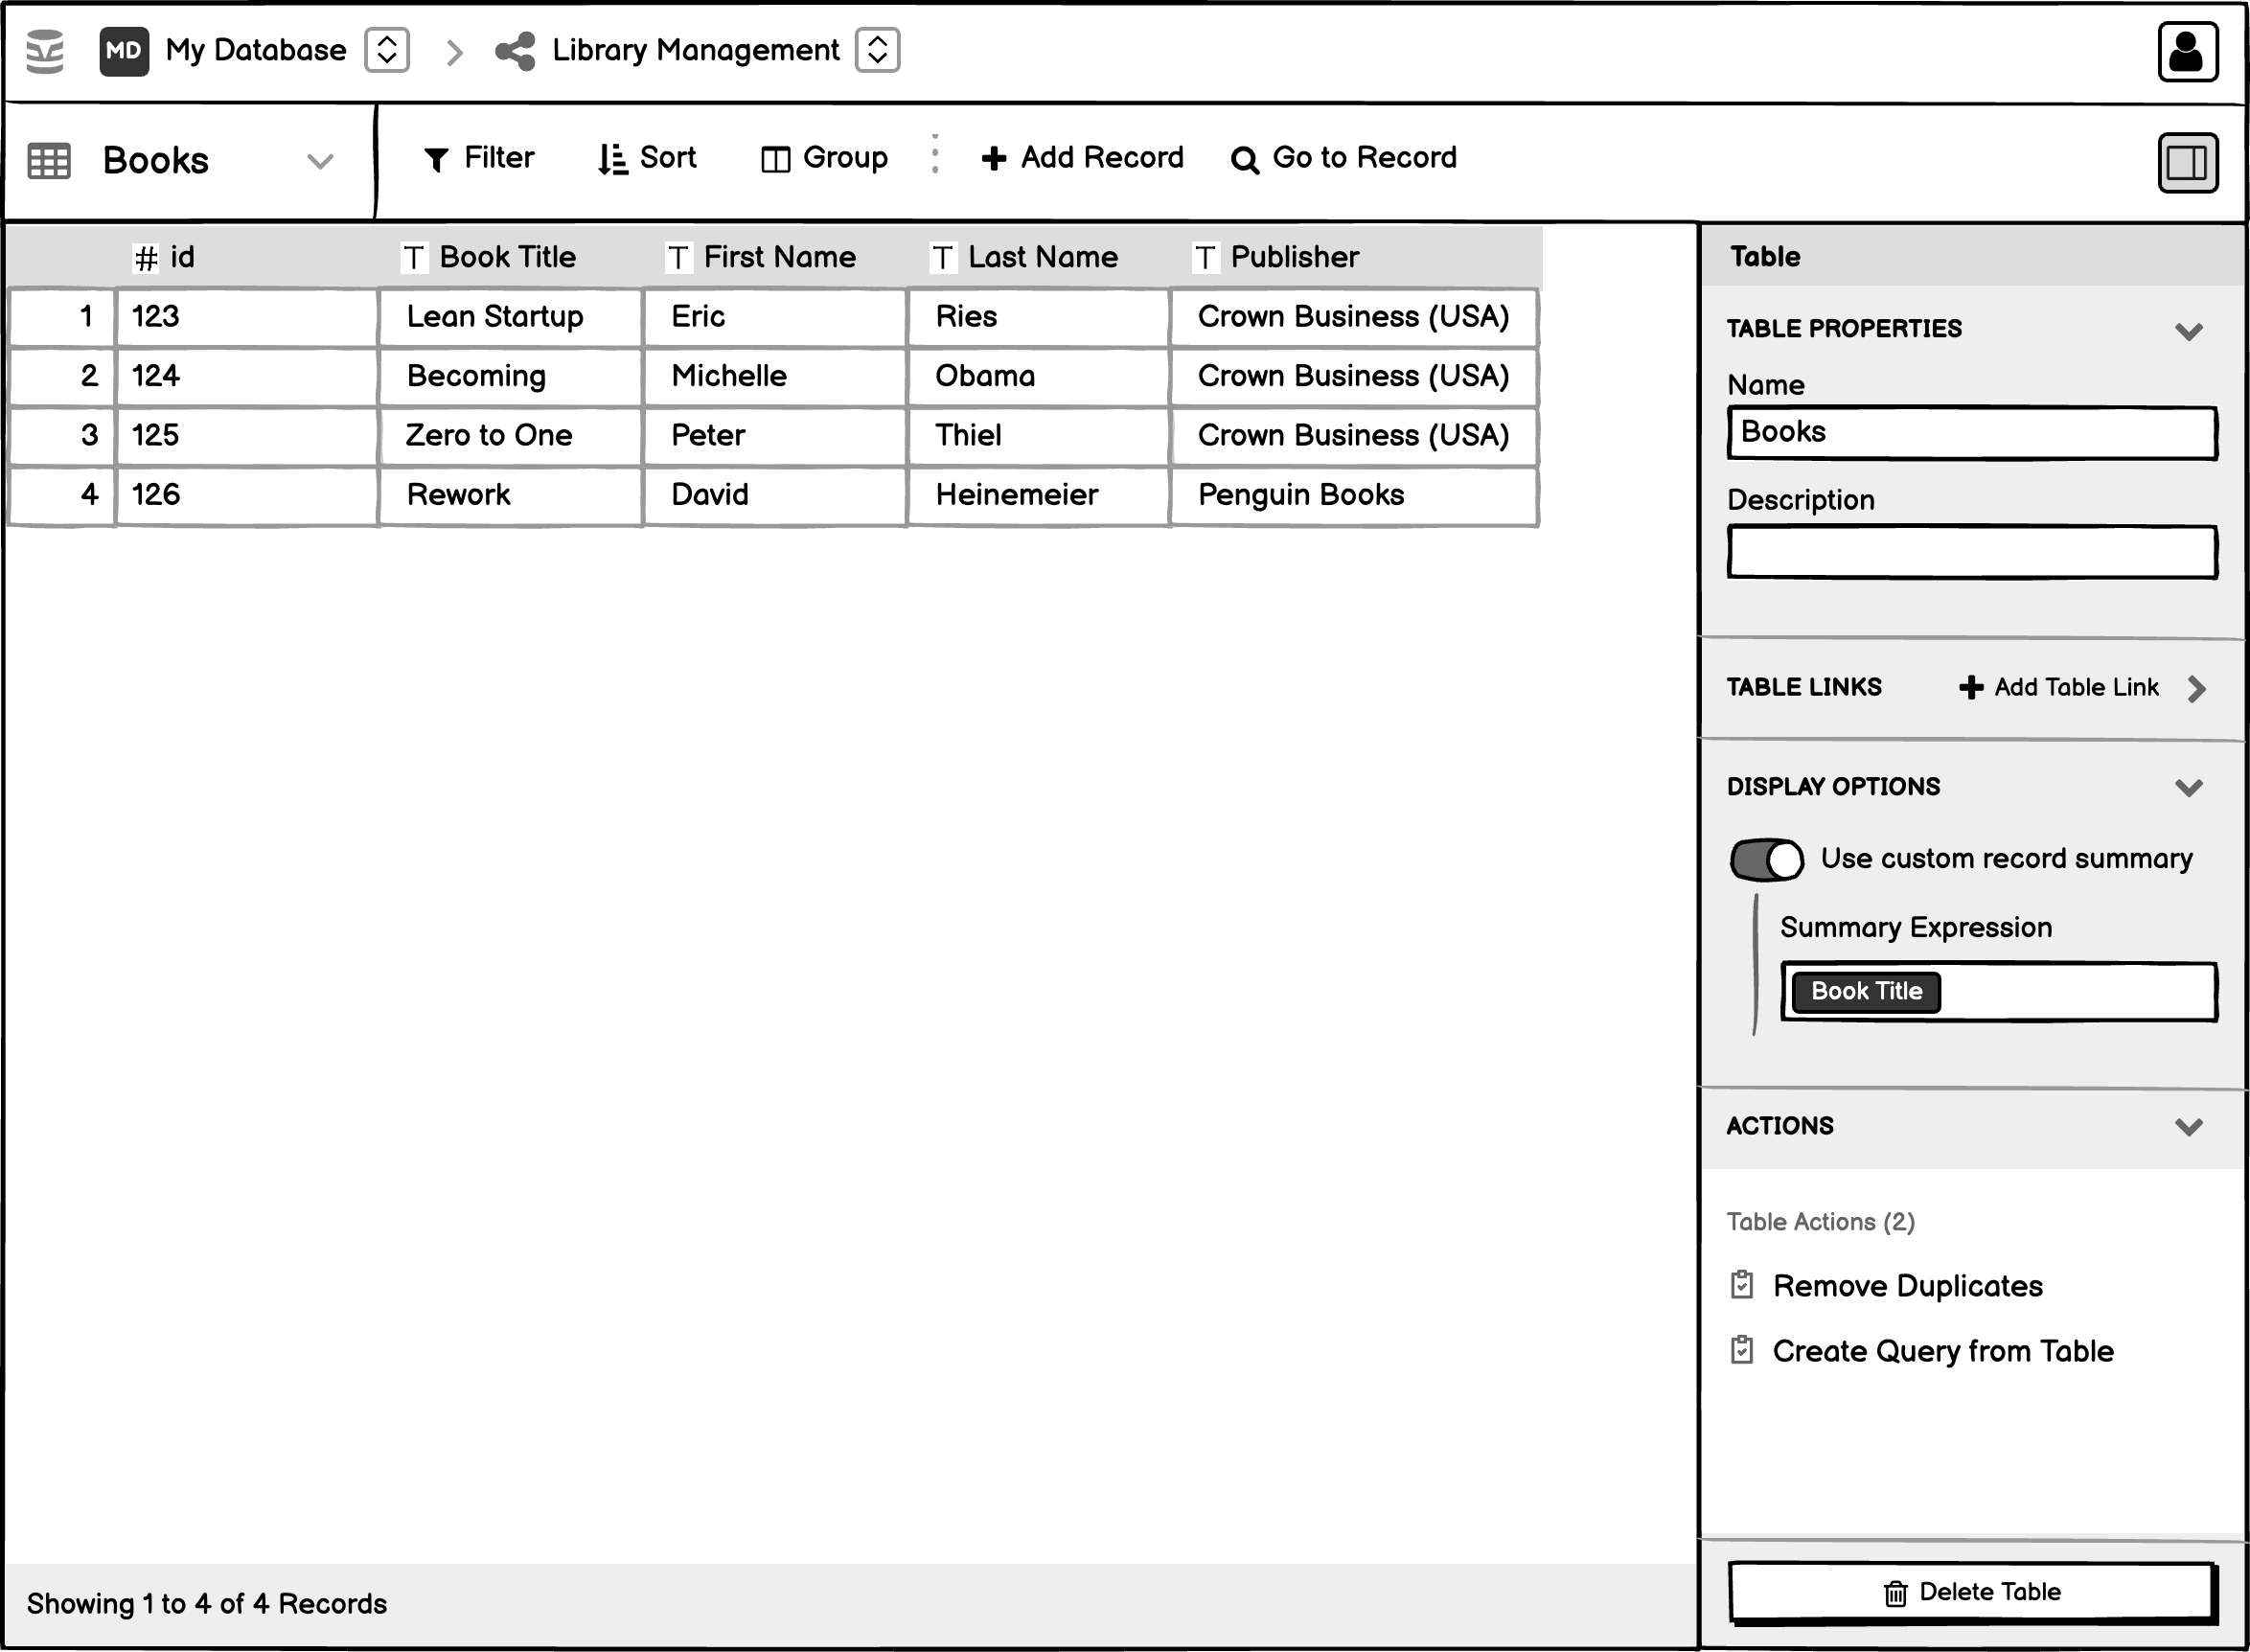 MD My Database Library Management
Books Filter Sort Group Add Record Go to Record
# id T Book Title T First Name T Last Name T Publisher
1 123 Lean Startup Eric Ries Crown Business (USA)
2 124 Becoming Michelle Obama Crown Business (USA)
3 125 Zero to One Peter Thiel Crown Business (USA)
4 126 Rework David Heinemeier Penguin Books
Showing 1 to 4 of 4 Records
Table
TABLE PROPERTIES
Name
Books
Description
TABLE LINKS Add Table Link
DISPLAY OPTIONS
Use custom record summary
Summary Expression
Book Title
ACTIONS
Table Actions (2)
Remove Duplicates
Create Query from Table
Delete Table